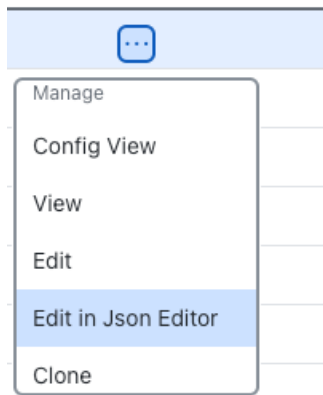 ...
Manage
Config View
View
Edit
Edit in Json Editor
Clone